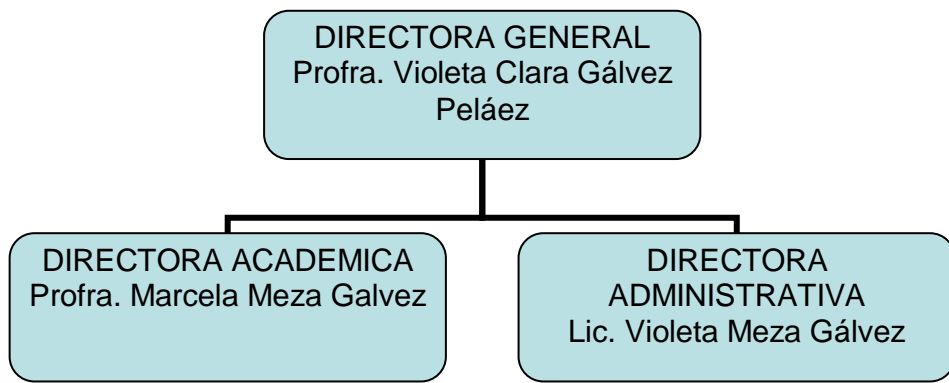 DIRECTORA GENERAL
Profra. Violeta Clara Gálvez
Peláez
DIRECTORA ACADEMICA
Profra. Marcela Meza Galvez
DIRECTORA
ADMINISTRATIVA
Lic. Violeta Meza Gálvez